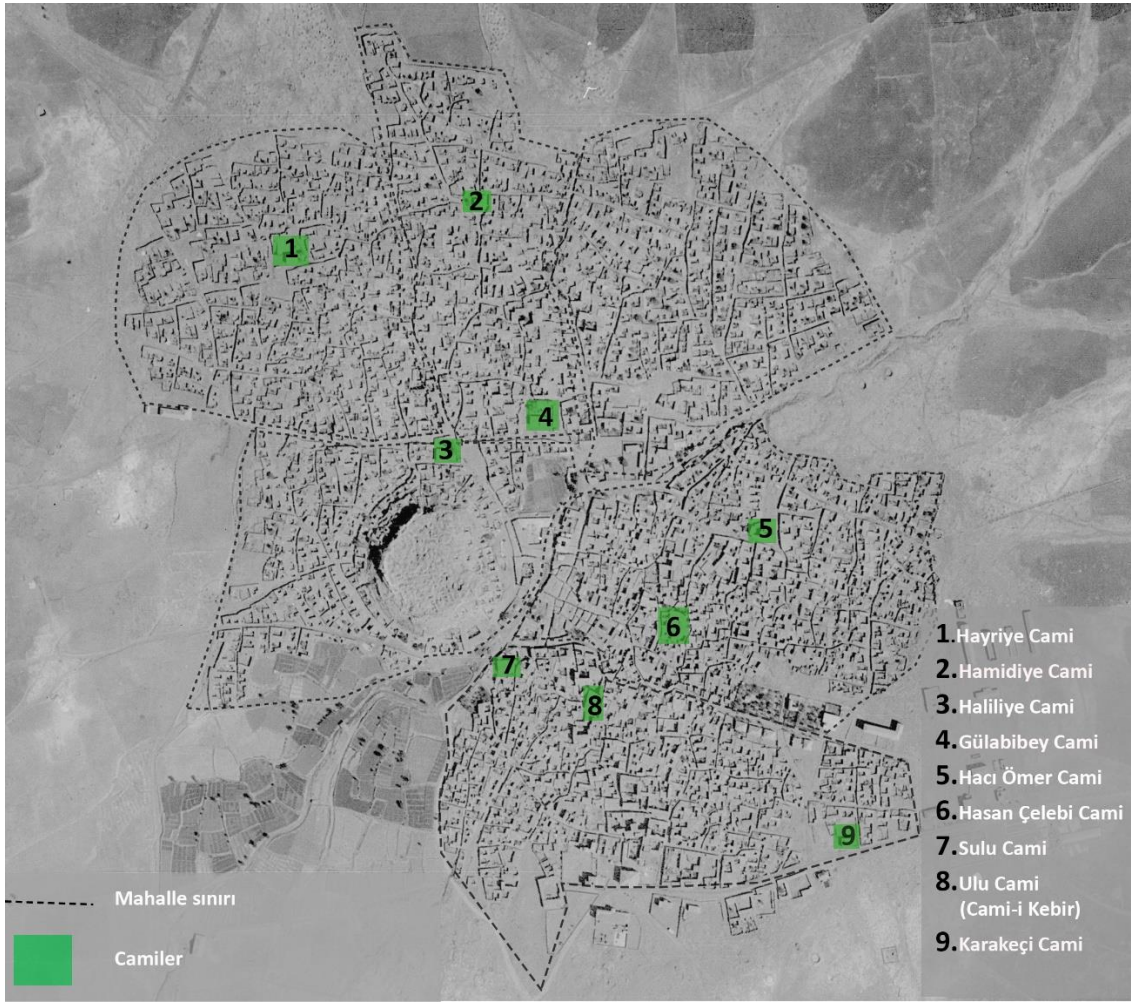 1
2
3
4
5
6
7
8
9
1.Hayriye Cami
2.Hamidiye Cami
3.Haliliye Cami
4.Gülabibey Cami
5.Hacı Ömer Cami
6.Hasan Çelebi Cami
7.Sulu Cami
8.Ulu Cami
(Cami-i Kebir)
9.Karakeçi Cami
Mahalle sınırı
Camiler